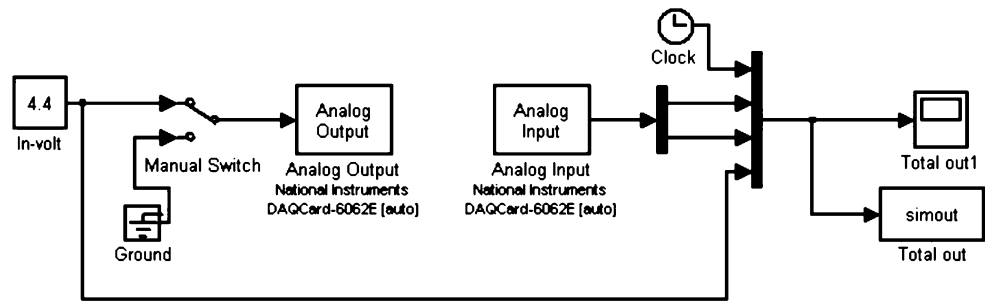 Clock
4.4
In-volt
Manual Switch
Ground
Analog
Output
Analog Output
National Instruments
DAQCard-6062E [auto]
Analog
Input
Analog Input
National Instruments
DAQCard-6062E [auto]
Total out1
simout
Total out